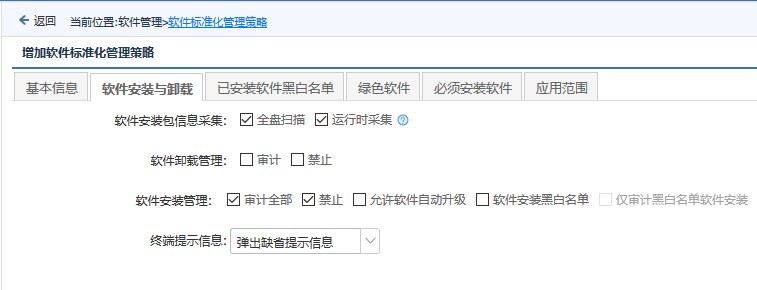 返回 当前位置:软件管理>软件标准化管理策略
增加软件标准化管理策略
基本信息 软件安装与卸载 已安装软件黑白名单 绿色软件 必须安装软件 应用范围
软件安装包信息采集: 全盘扫描 运行时采集 ?
软件卸载管理: 审计 禁止
软件安装管理: 审计全部 禁止 允许软件自动升级 软件安装黑白名单 仅审计黑白名单软件安装
终端提示信息: 弹出缺省提示信息